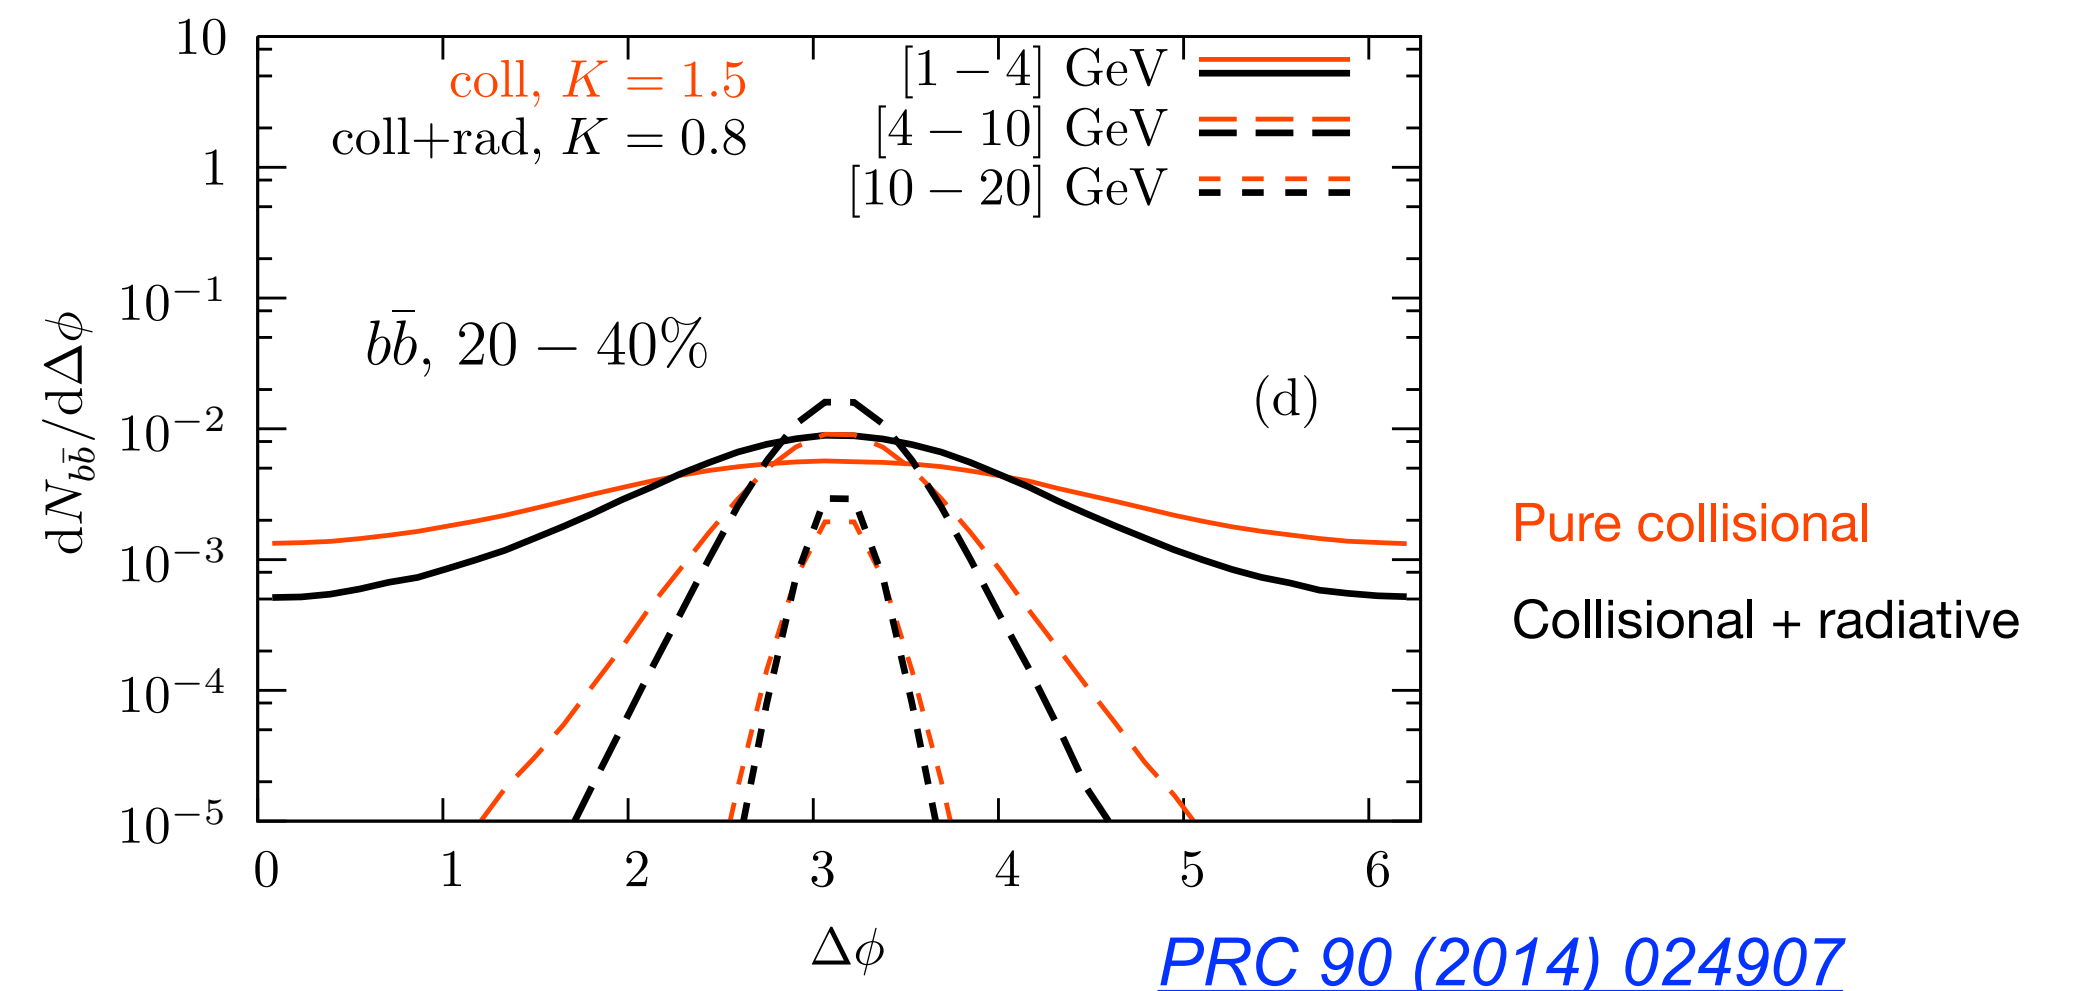 10
1
10⁻¹
10⁻²
10⁻³
10⁻⁴
10⁻⁵
dN_{bb̄}/dΔϕ
coll, K = 1.5
coll+rad, K = 0.8
[1 − 4] GeV
[4 − 10] GeV
[10 − 20] GeV
bb̄, 20 − 40%
(d)
0 1 2 3 4 5 6
Δϕ
Pure collisional
Collisional + radiative
PRC 90 (2014) 024907